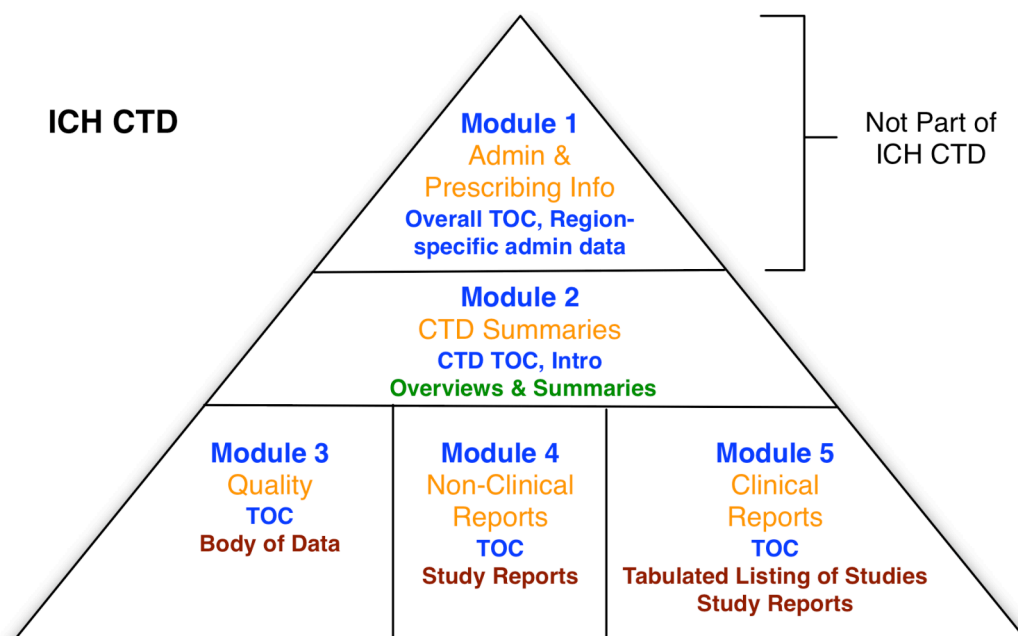 ICH CTD
Module 1
Admin &
Prescribing Info
Overall TOC, Region-
specific admin data
Not Part of
ICH CTD
Module 2
CTD Summaries
CTD TOC, Intro
Overviews & Summaries
Module 3
Quality
TOC
Body of Data
Module 4
Non-Clinical
Reports
TOC
Study Reports
Module 5
Clinical
Reports
TOC
Tabulated Listing of Studies
Study Reports